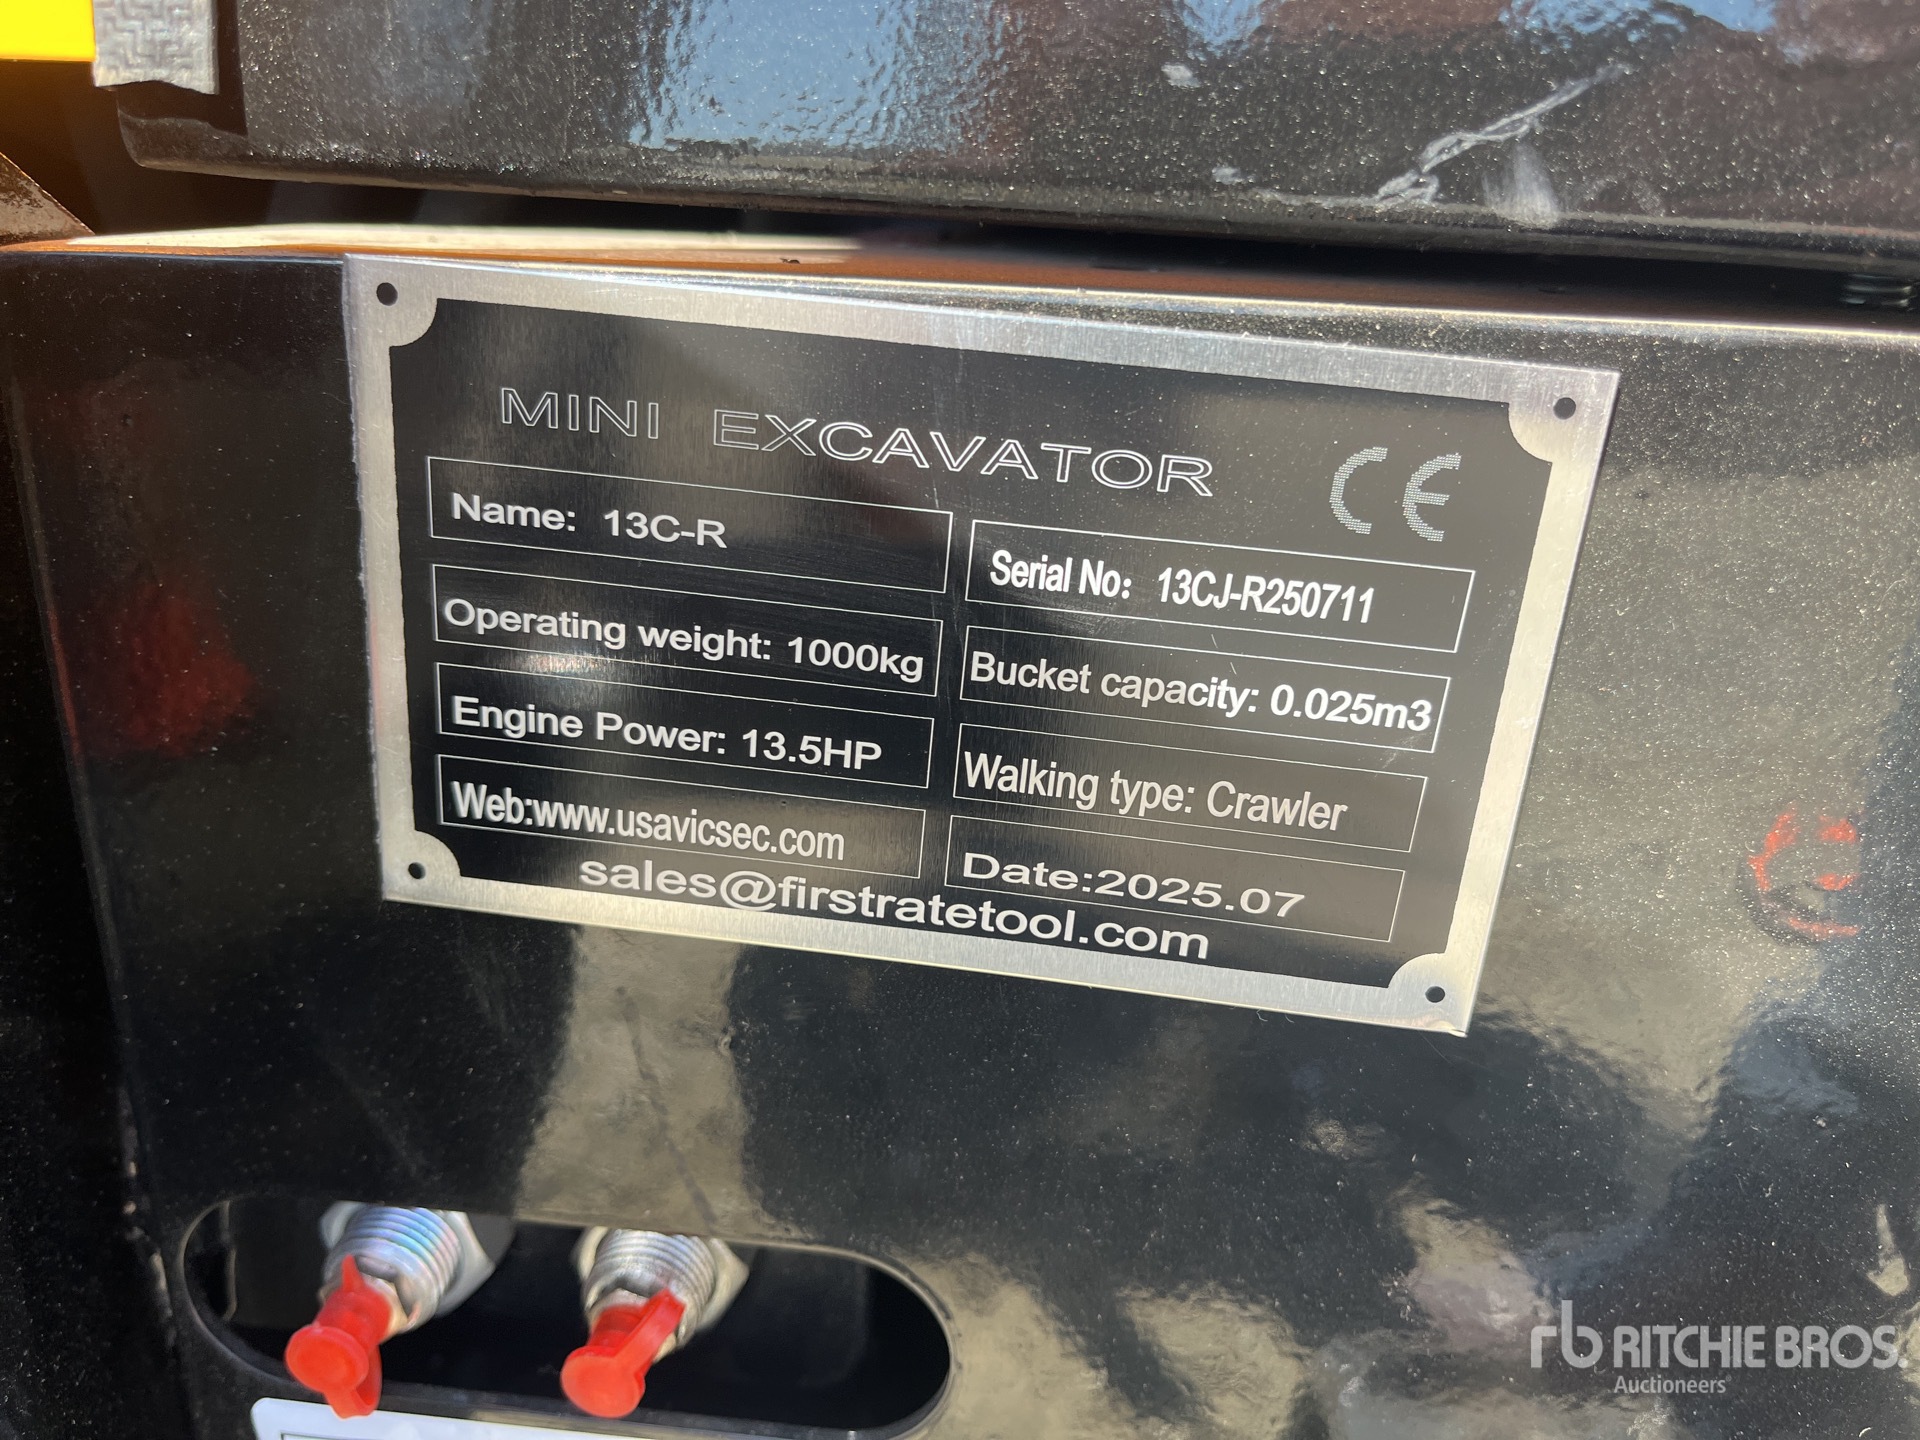 MINI EXCAVATOR
CE
Name: 13C-R
Serial No: 13CJ-R250711
Operating weight: 1000kg
Bucket capacity: 0.025m3
Engine Power: 13.5HP
Walking type: Crawler
Web:www.usavicsec.com
Date:2025.07
sales@firstratetool.com
rb RITCHIE BROS.
Auctioneers